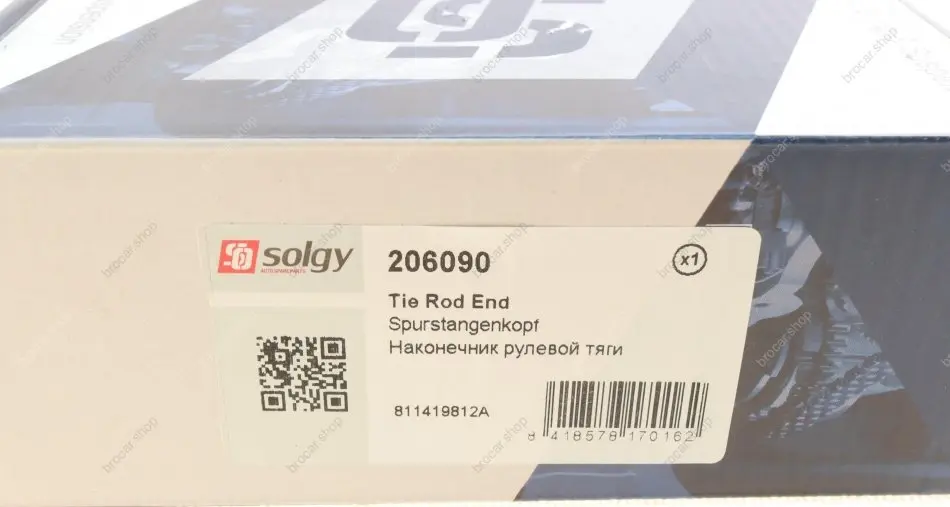 solgy
AUTOSPAREPARTS
206090
x1
Tie Rod End
Spurstangenkopf
Наконечник рулевой тяги
811419812A
8 418578 170162
brocar.shop